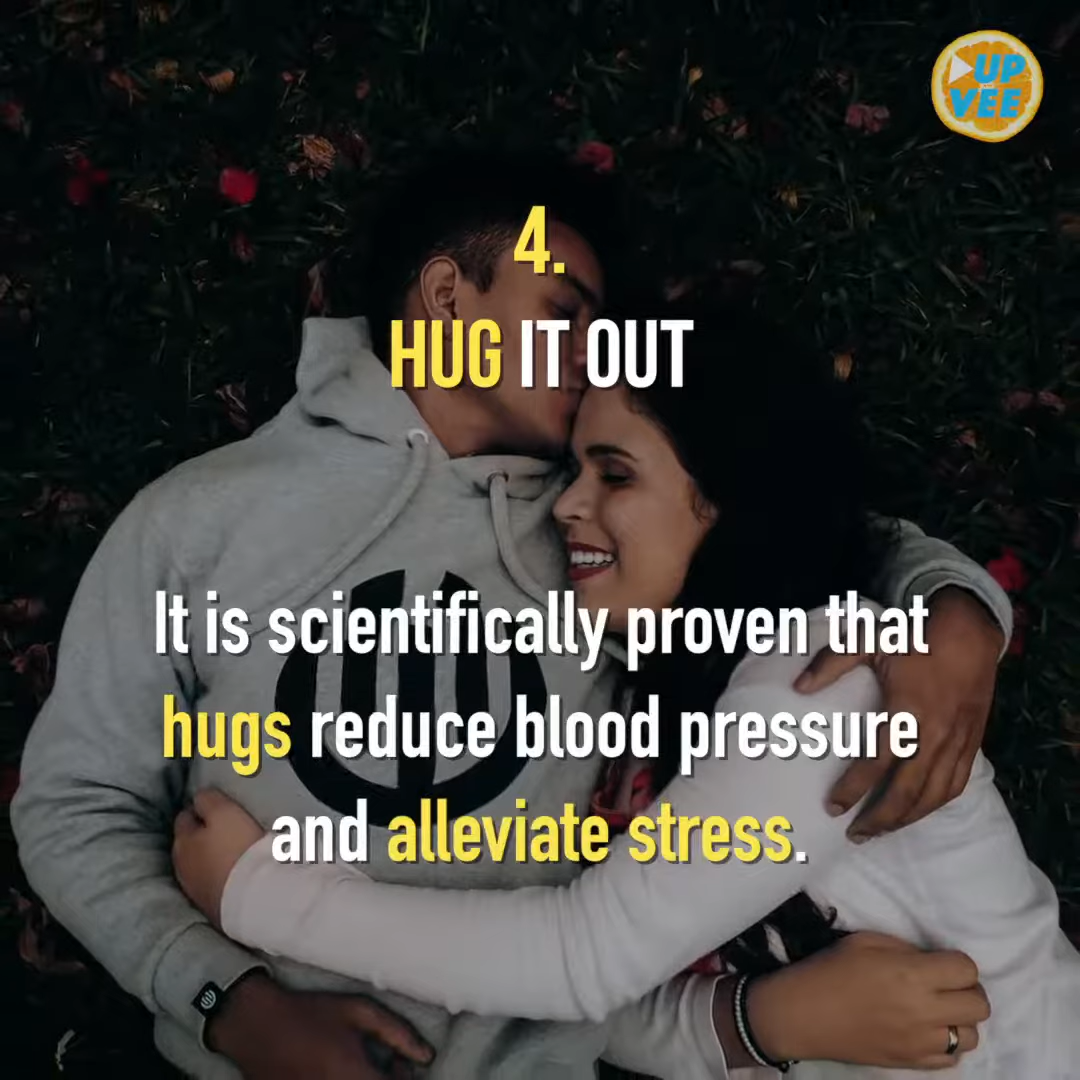 UP
VEE
4.
HUG IT OUT
It is scientifically proven that
hugs reduce blood pressure
and alleviate stress.